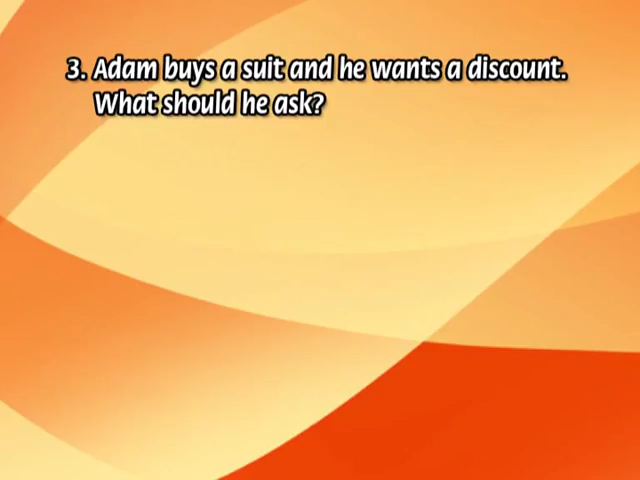 3. Adam buys a suit and he wants a discount.
What should he ask?